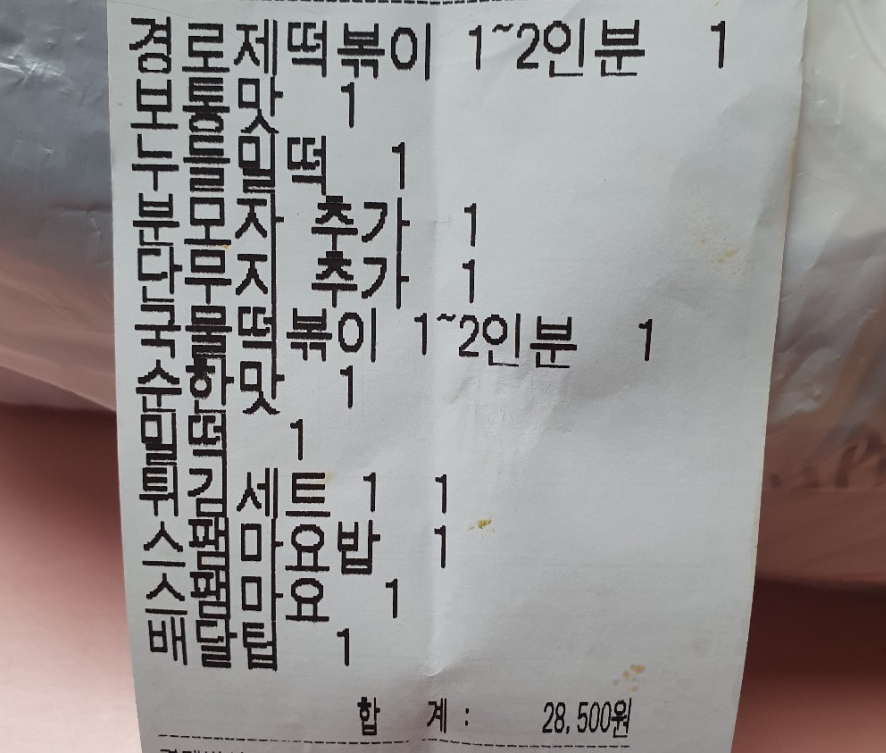 경로제떡볶이 1~2인분 1
보통맛 1
누들밀떡 1
분모자 추가 1
단무지 추가 1
국물떡볶이 1~2인분 1
순한맛 1
밀떡 1
튀김세트 1 1
스팸마요밥 1
스팸마요 1
배달팁 1
합 계: 28,500원